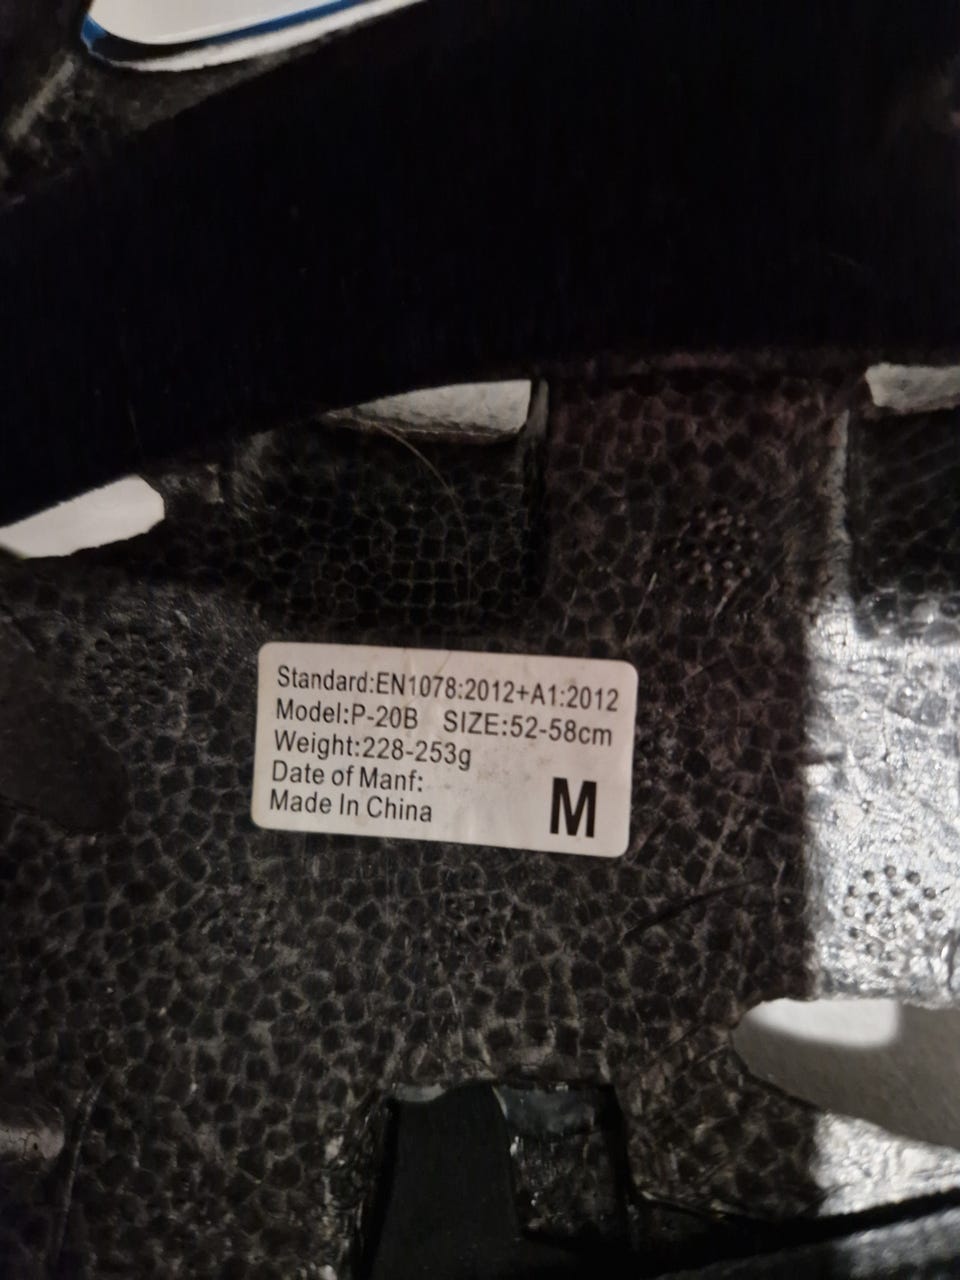 Standard:EN1078:2012+A1:2012
Model:P-20B SIZE:52-58cm
Weight:228-253g
Date of Manf:
Made In China
M